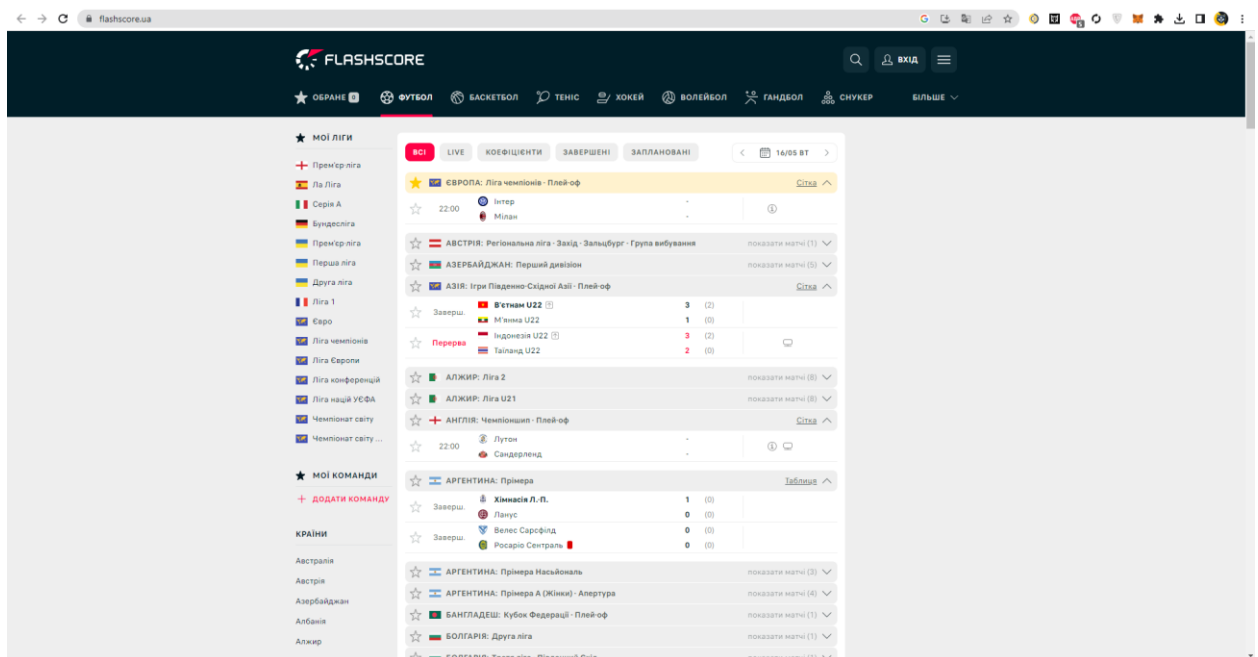 flashscore.ua
FLASHSCORE
ВХІД
ОБРАНЕ 0 ФУТБОЛ БАСКЕТБОЛ ТЕНІС ХОКЕЙ ВОЛЕЙБОЛ ГАНДБОЛ СНУКЕР БІЛЬШЕ
МОЇ ЛІГИ
Прем'єр-ліга
Ла Ліга
Серія А
Бундесліга
Прем'єр-ліга
Перша ліга
Друга ліга
Ліга 1
Євро
Ліга чемпіонів
Ліга Європи
Ліга конференцій
Ліга націй УЄФА
Чемпіонат світу
Чемпіонат світу ...
МОЇ КОМАНДИ
+ ДОДАТИ КОМАНДУ
КРАЇНИ
Австралія
Австрія
Азербайджан
Албанія
Алжир
ВСІ LIVE КОЕФІЦІЄНТИ ЗАВЕРШЕНІ ЗАПЛАНОВАНІ 16/05 ВТ
ЄВРОПА: Ліга чемпіонів - Плей-оф Сітка
22:00 Інтер -
Мілан -
АВСТРІЯ: Регіональна ліга - Захід - Зальцбург - Група вибування показати матчі (1)
АЗЕРБАЙДЖАН: Перший дивізіон показати матчі (5)
АЗІЯ: Ігри Південно-Східної Азії - Плей-оф Сітка
Заверш. В'єтнам U22 3 (2)
М'янма U22 1 (0)
Перерва Індонезія U22 3 (2)
Таїланд U22 2 (0)
АЛЖИР: Ліга 2 показати матчі (8)
АЛЖИР: Ліга U21 показати матчі (8)
АНГЛІЯ: Чемпіоншип - Плей-оф Сітка
22:00 Лутон -
Сандерленд -
АРГЕНТИНА: Прімера Таблиця
Заверш. Хімнасія Л.-П. 1 (0)
Ланус 0 (0)
Заверш. Велес Сарсфілд 0 (0)
Росаріо Сентраль 0 (0)
АРГЕНТИНА: Прімера Насьйональ показати матчі (3)
АРГЕНТИНА: Прімера А (Жінки) - Апертура показати матчі (4)
БАНГЛАДЕШ: Кубок Федерації - Плей-оф показати матчі (1)
БОЛГАРІЯ: Друга ліга показати матчі (1)